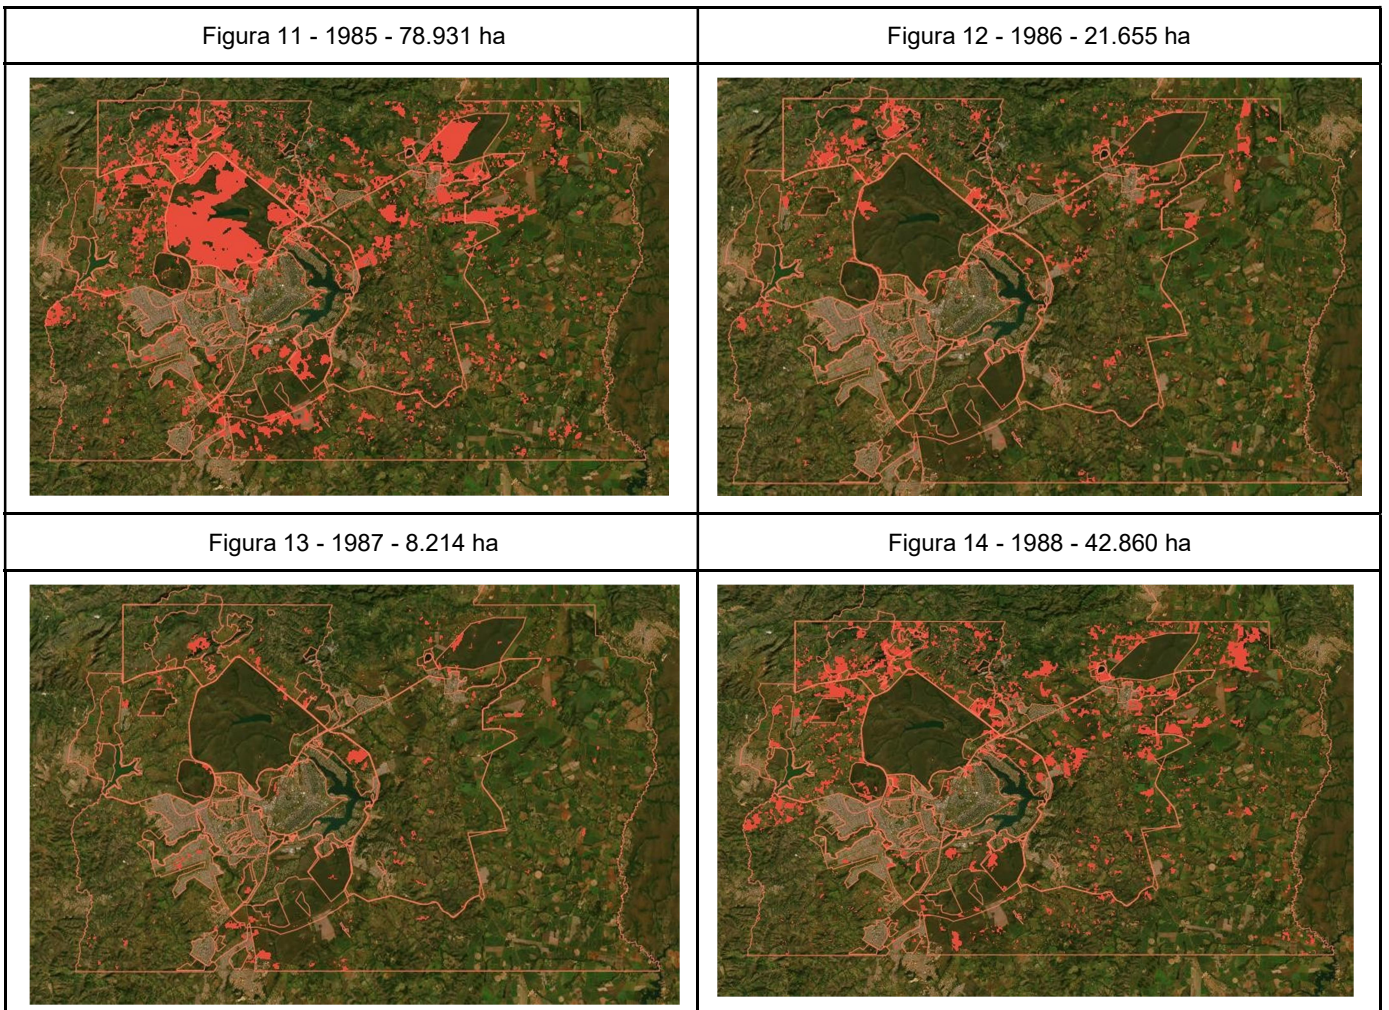 Figura 11 - 1985 - 78.931 ha
Figura 12 - 1986 - 21.655 ha
Figura 13 - 1987 - 8.214 ha
Figura 14 - 1988 - 42.860 ha